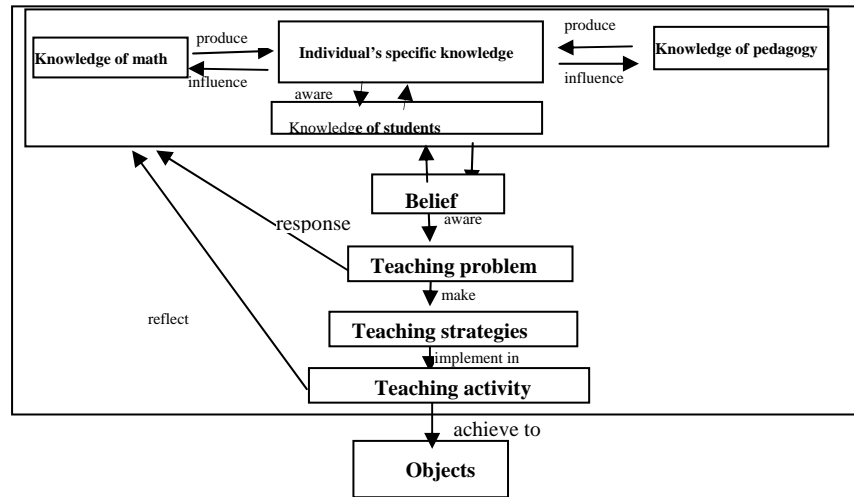 produce
produce
Knowledge of math
Individual's specific knowledge
Knowledge of pedagogy
influence
influence
aware
Knowledge of students
Belief
response
aware
Teaching problem
make
reflect
Teaching strategies
implement in
Teaching activity
achieve to
Objects